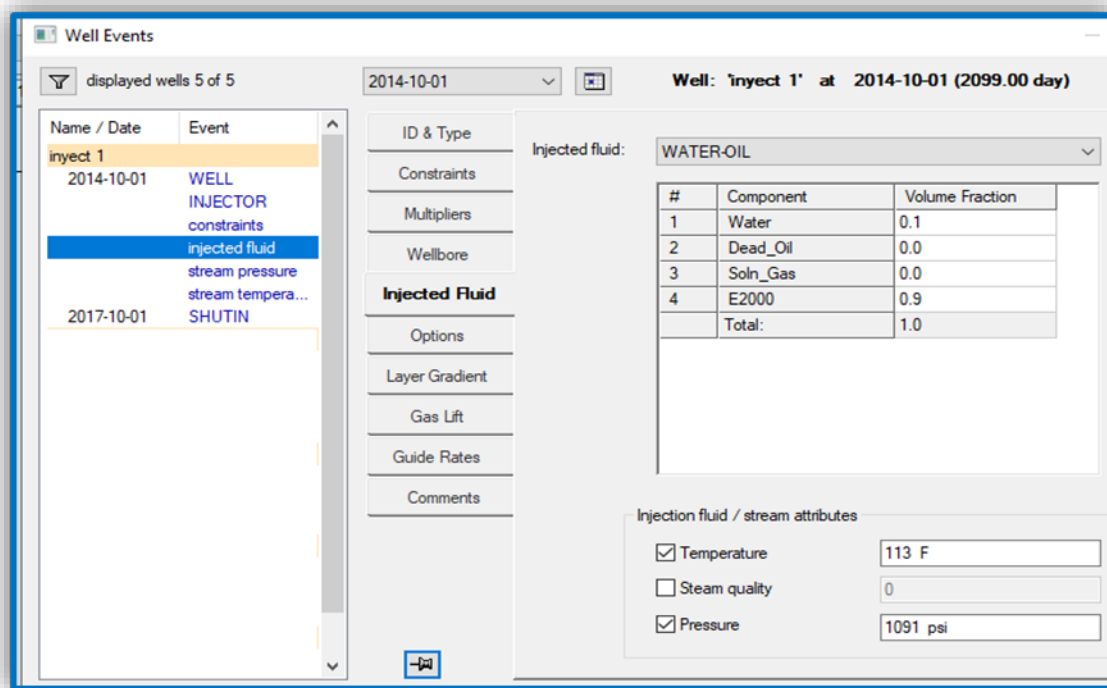 Well Events
displayed wells 5 of 5
2014-10-01
Well: 'inyect 1' at 2014-10-01 (2099.00 day)
Name / Date Event
inyect 1
2014-10-01 WELL
INJECTOR
constraints
injected fluid
stream pressure
stream tempera...
2017-10-01 SHUTIN
ID & Type
Constraints
Multipliers
Wellbore
Injected Fluid
Options
Layer Gradient
Gas Lift
Guide Rates
Comments
Injected fluid: WATER-OIL
# Component Volume Fraction
1 Water 0.1
2 Dead_Oil 0.0
3 Soln_Gas 0.0
4 E2000 0.9
Total: 1.0
Injection fluid / stream attributes
Temperature 113 F
Steam quality 0
Pressure 1091 psi